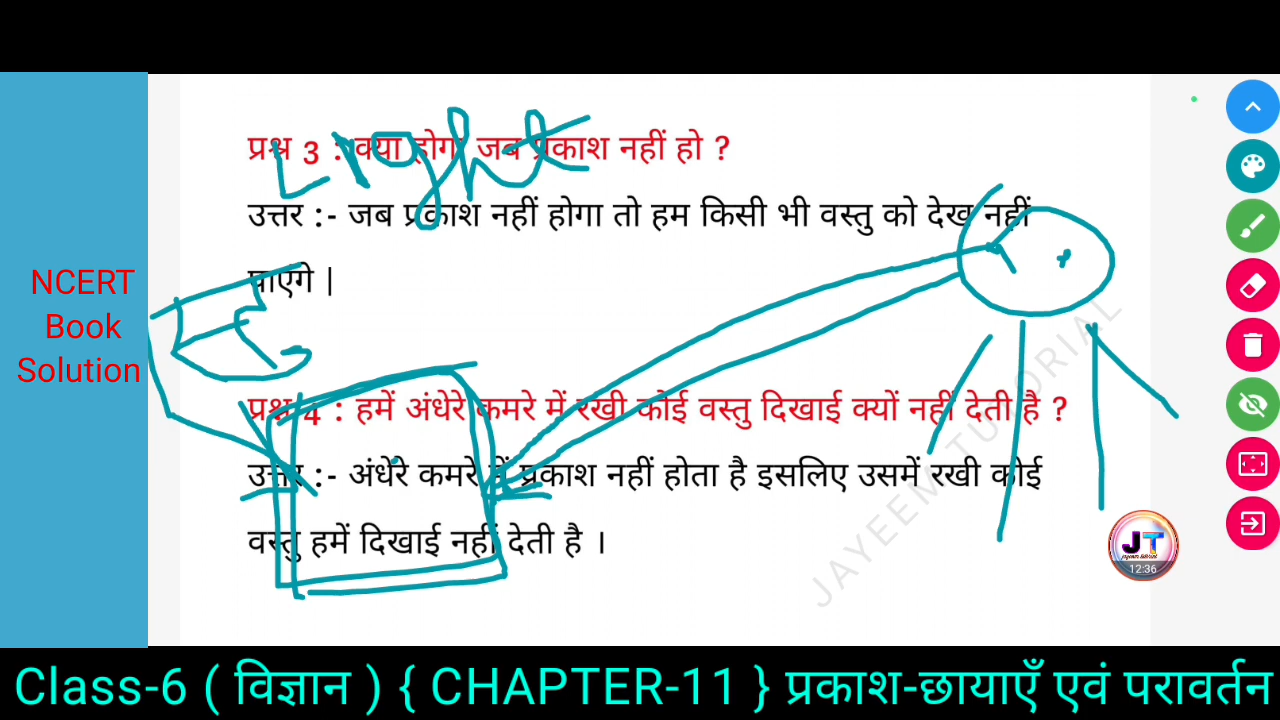 Light
प्रश्न 3 : क्या होगा जब प्रकाश नहीं हो ?
उत्तर :- जब प्रकाश नहीं होगा तो हम किसी भी वस्तु को देख नहीं
पाएंगे |
NCERT
Book
Solution
प्रश्न 4 : हमें अंधेरे कमरे में रखी कोई वस्तु दिखाई क्यों नहीं देती है ?
उत्तर :- अंधेरे कमरे में प्रकाश नहीं होता है इसलिए उसमें रखी कोई
वस्तु हमें दिखाई नहीं देती है ।
JAYEEM TUTORIAL
JT
jayeem tutorial
12:36
Class-6 ( विज्ञान ) { CHAPTER-11 } प्रकाश-छायाएँ एवं परावर्तन